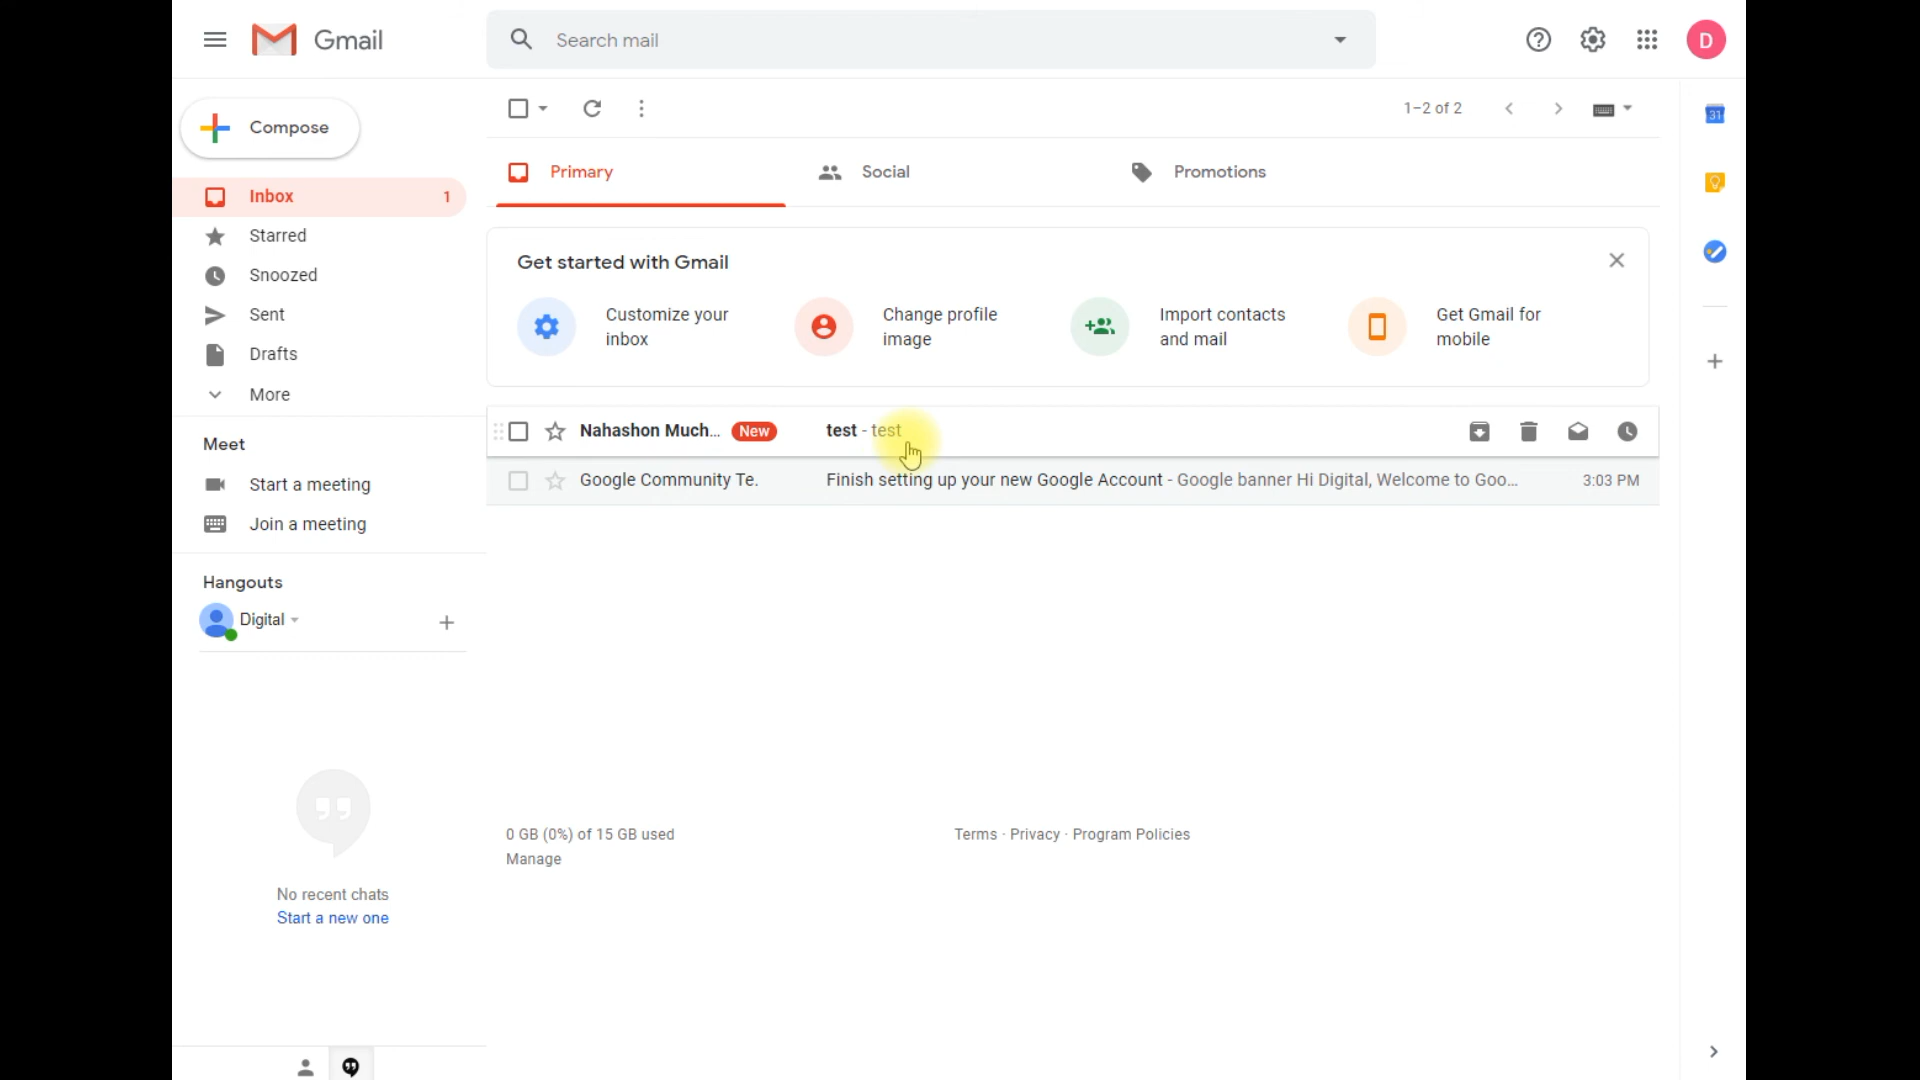 Gmail
Search mail
D
Compose
1–2 of 2
31
Primary
Social
Promotions
Inbox
1
Starred
Snoozed
Sent
Drafts
More
Get started with Gmail
Customize your
inbox
Change profile
image
Import contacts
and mail
Get Gmail for
mobile
Nahashon Much... New test - test
Google Community Te. Finish setting up your new Google Account - Google banner Hi Digital, Welcome to Goo... 3:03 PM
Meet
Start a meeting
Join a meeting
Hangouts
Digital
No recent chats
Start a new one
0 GB (0%) of 15 GB used
Manage
Terms · Privacy · Program Policies